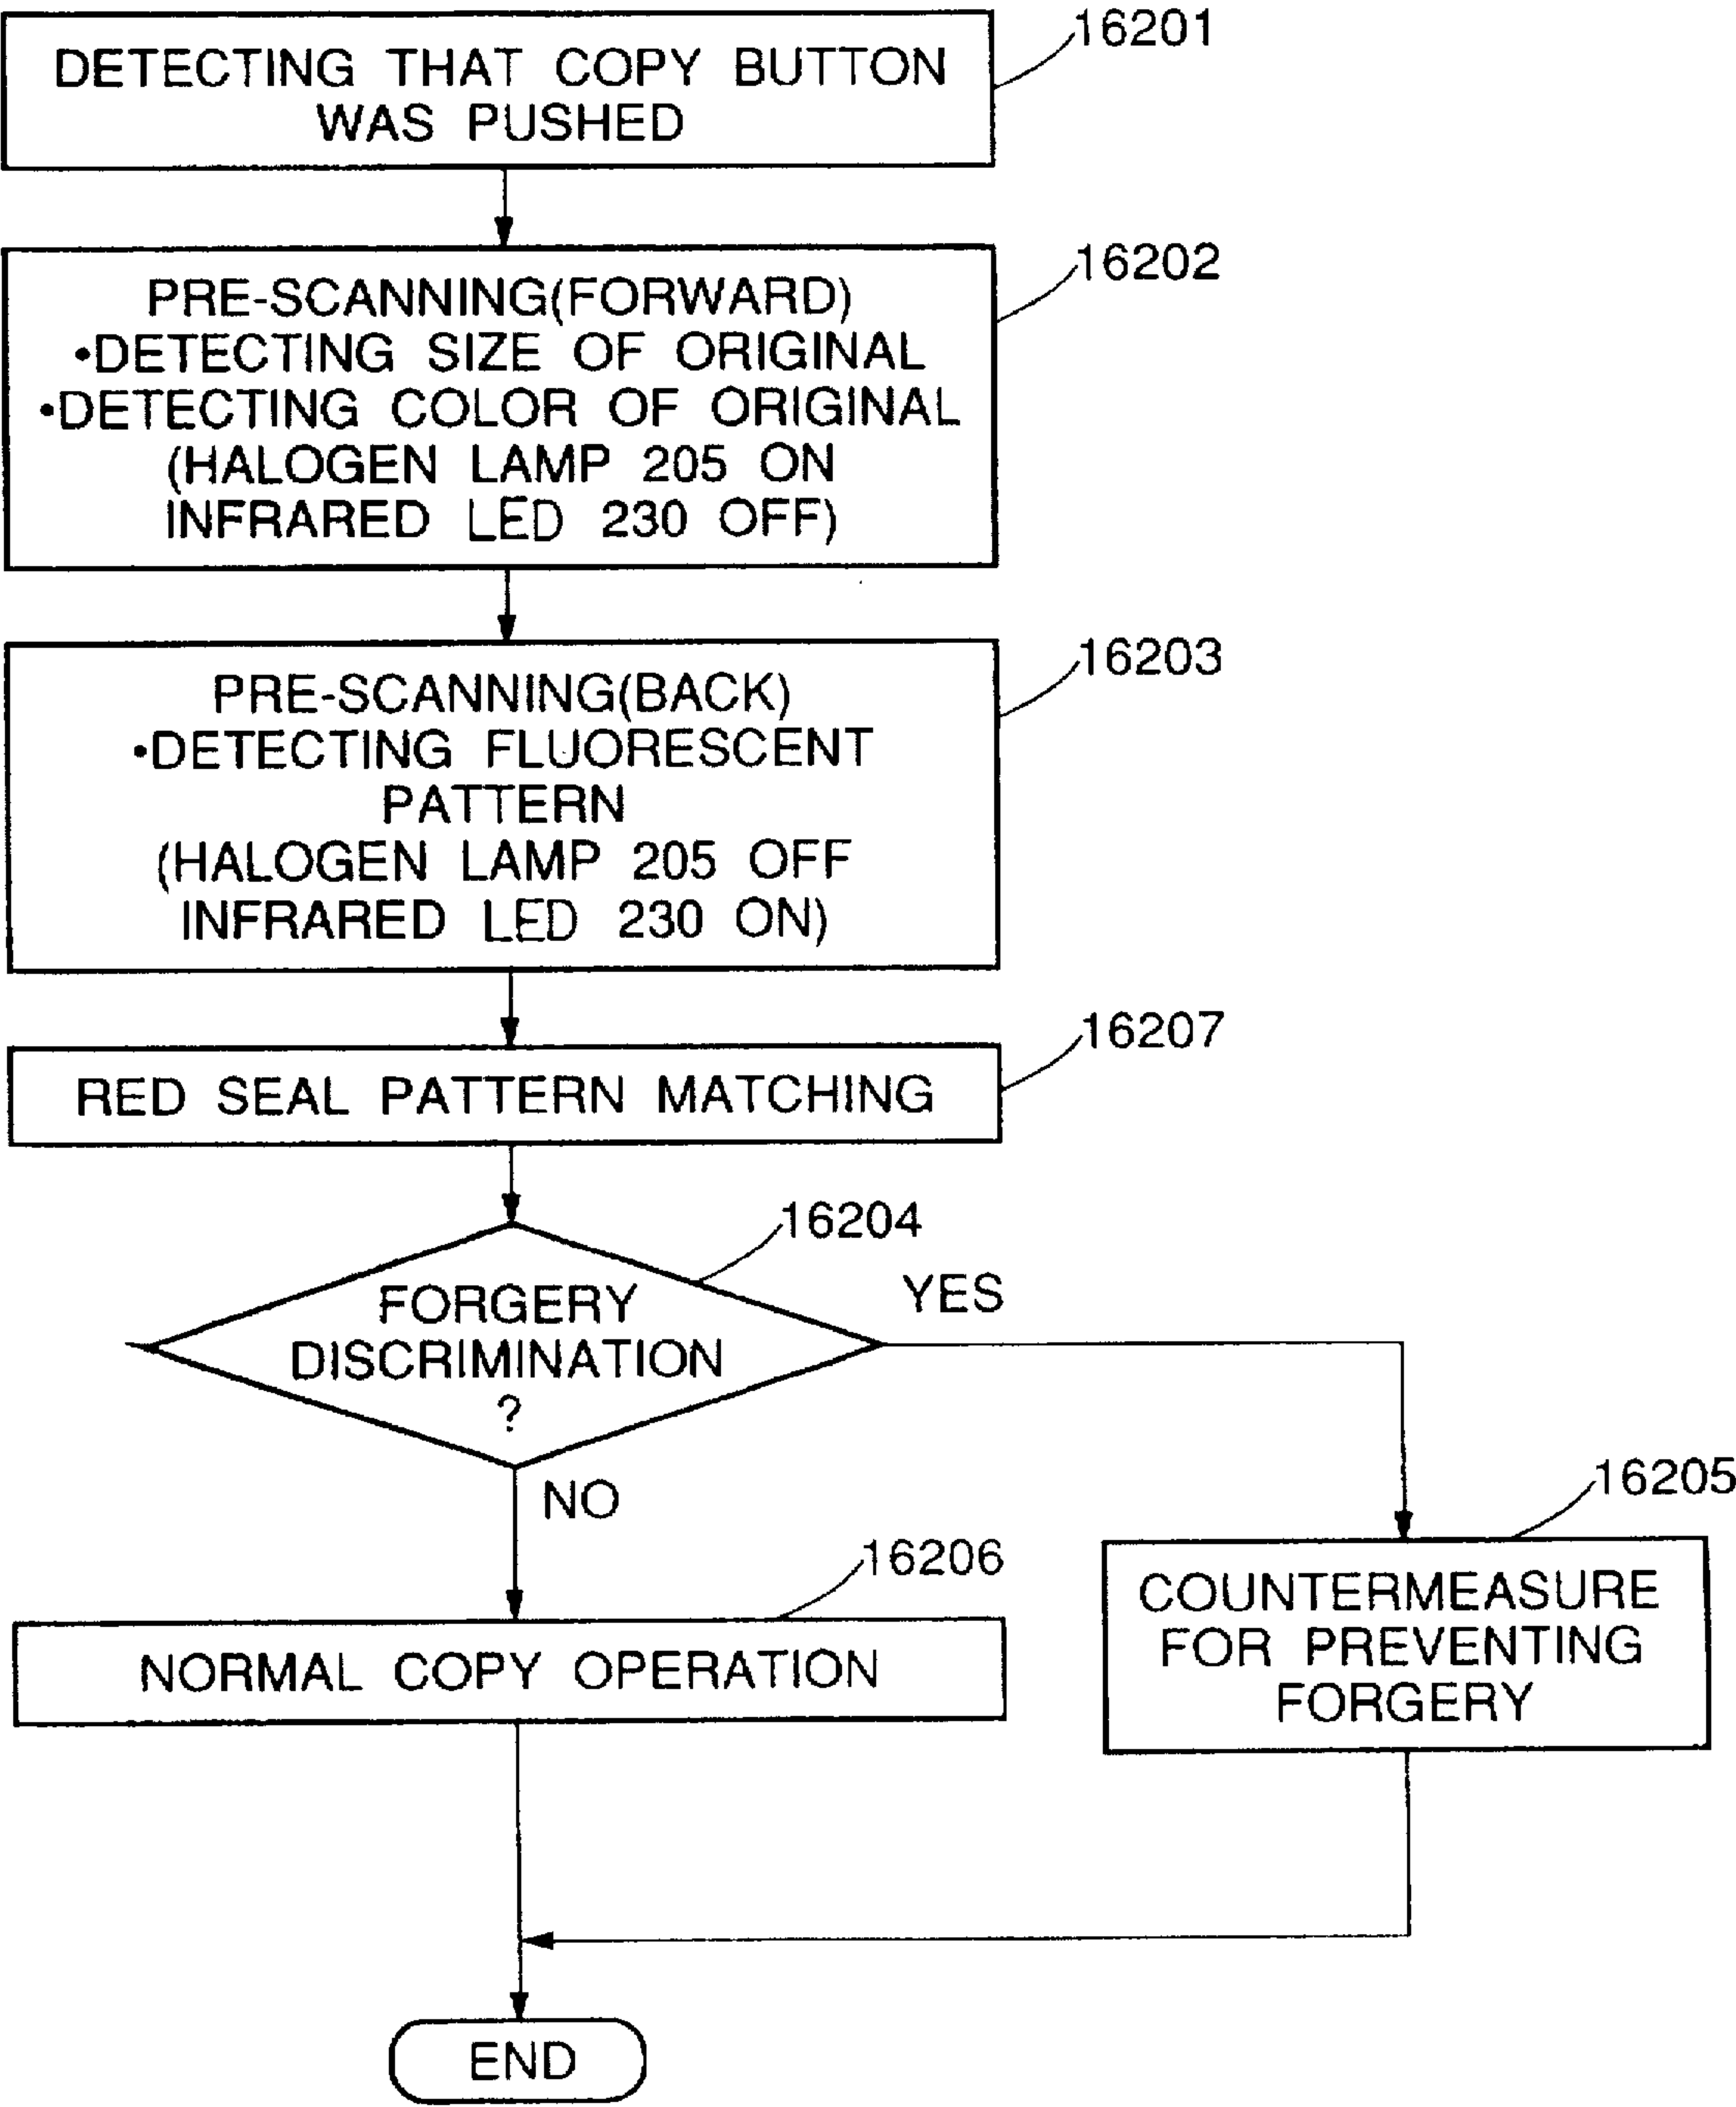 16201
DETECTING THAT COPY BUTTON
WAS PUSHED
16202
PRE-SCANNING(FORWARD)
•DETECTING SIZE OF ORIGINAL
•DETECTING COLOR OF ORIGINAL
(HALOGEN LAMP 205 ON
INFRARED LED 230 OFF)
16203
PRE-SCANNING(BACK)
•DETECTING FLUORESCENT
PATTERN
(HALOGEN LAMP 205 OFF
INFRARED LED 230 ON)
16207
RED SEAL PATTERN MATCHING
16204
FORGERY
DISCRIMINATION
?
YES
NO
16205
COUNTERMEASURE
FOR PREVENTING
FORGERY
16206
NORMAL COPY OPERATION
END